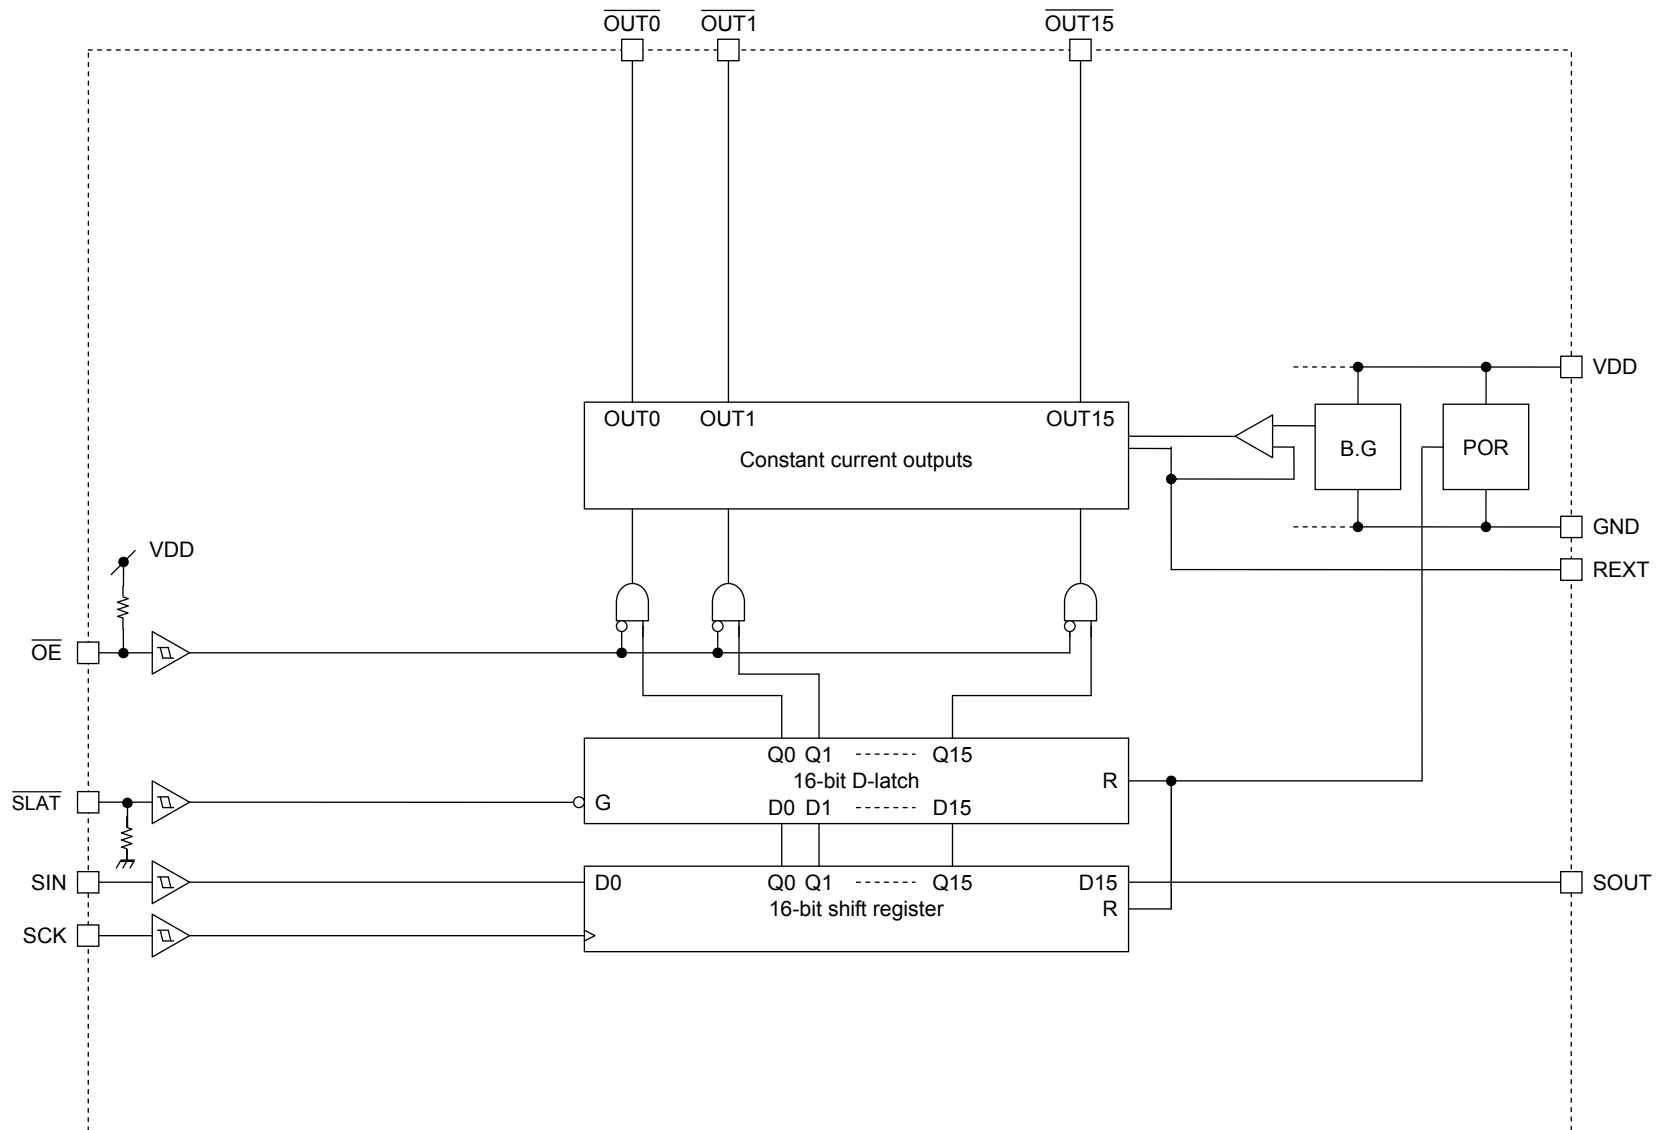 OUT0 OUT1 OUT15
VDD
OUT0 OUT1 OUT15
Constant current outputs
B.G
POR
GND
VDD
REXT
OE
Q0 Q1 Q15
16-bit D-latch
R
SLAT
G
D0 D1 D15
SIN
D0
Q0 Q1 Q15
D15
SOUT
16-bit shift register
R
SCK